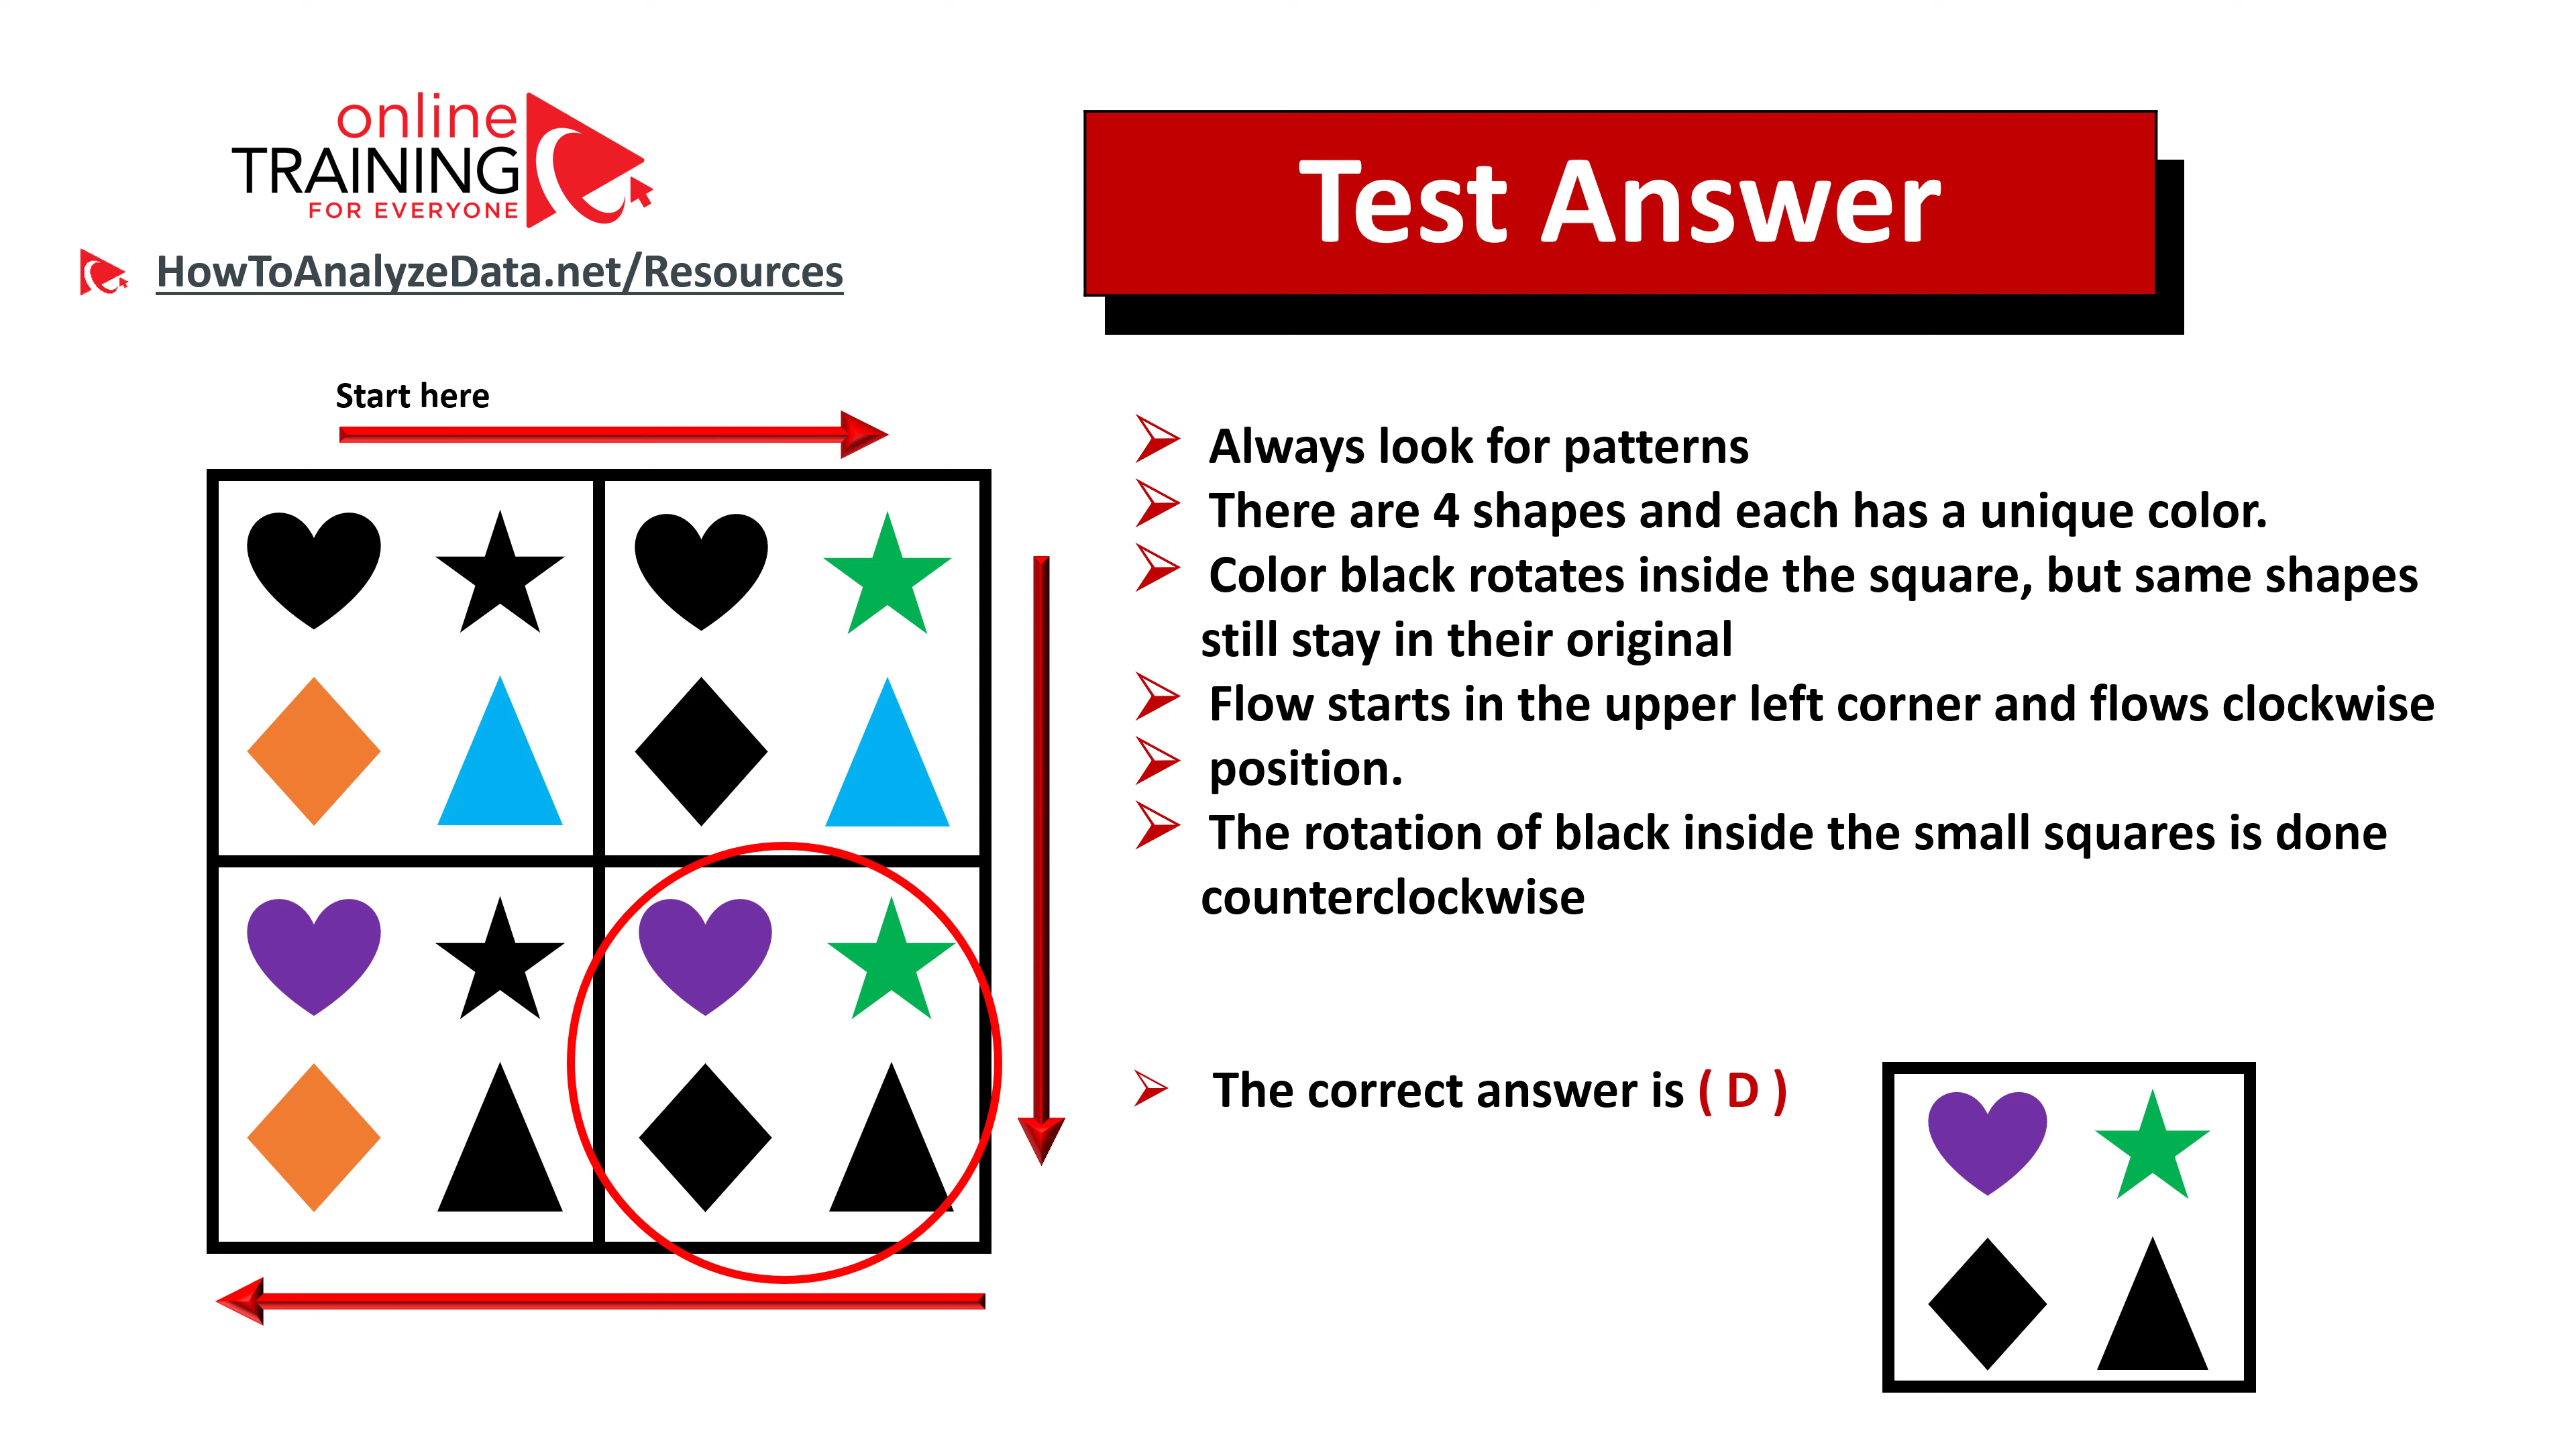 online
TRAINING
FOR EVERYONE
HowToAnalyzeData.net/Resources
Test Answer
Start here
Always look for patterns
There are 4 shapes and each has a unique color.
Color black rotates inside the square, but same shapes
still stay in their original
Flow starts in the upper left corner and flows clockwise
position.
The rotation of black inside the small squares is done
counterclockwise
The correct answer is ( D )